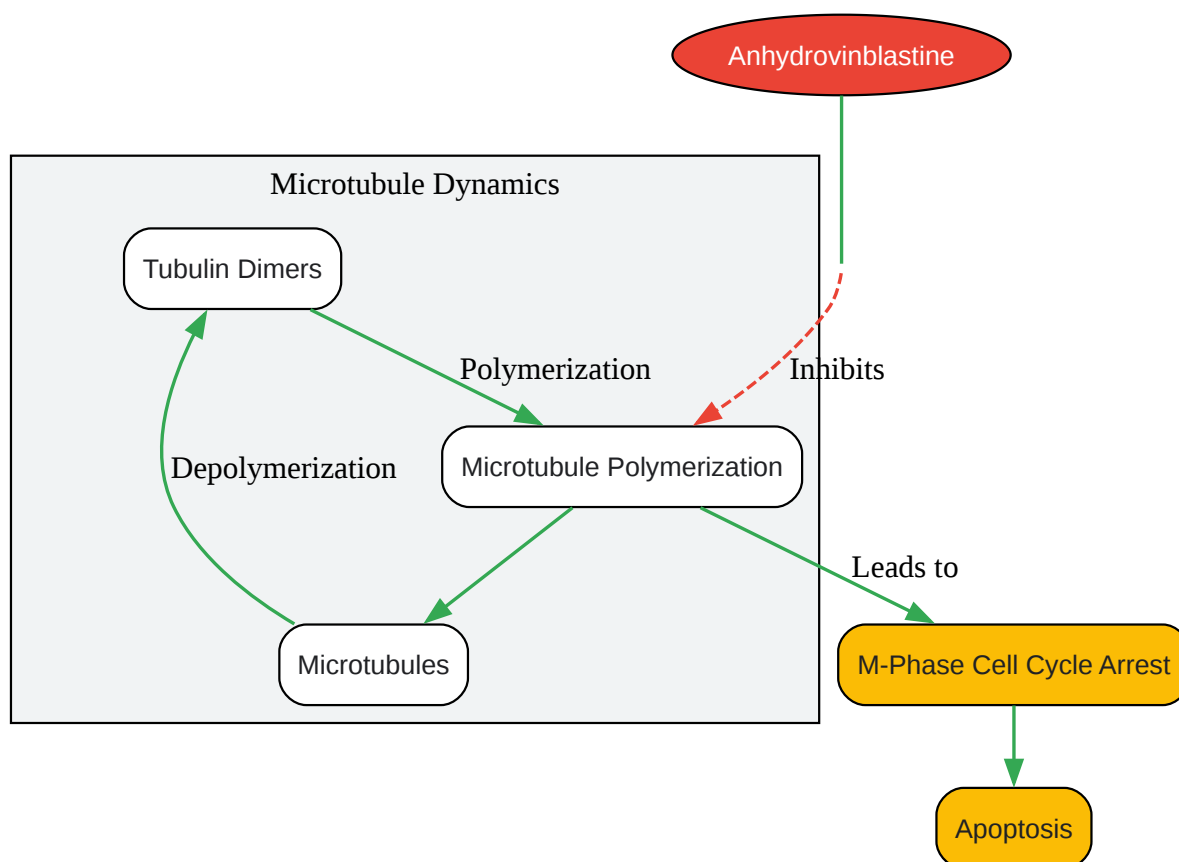 Anhydrovinblastine
Microtubule Dynamics
Tubulin Dimers
Polymerization
Inhibits
Depolymerization
Microtubule Polymerization
Leads to
Microtubules
M-Phase Cell Cycle Arrest
Apoptosis